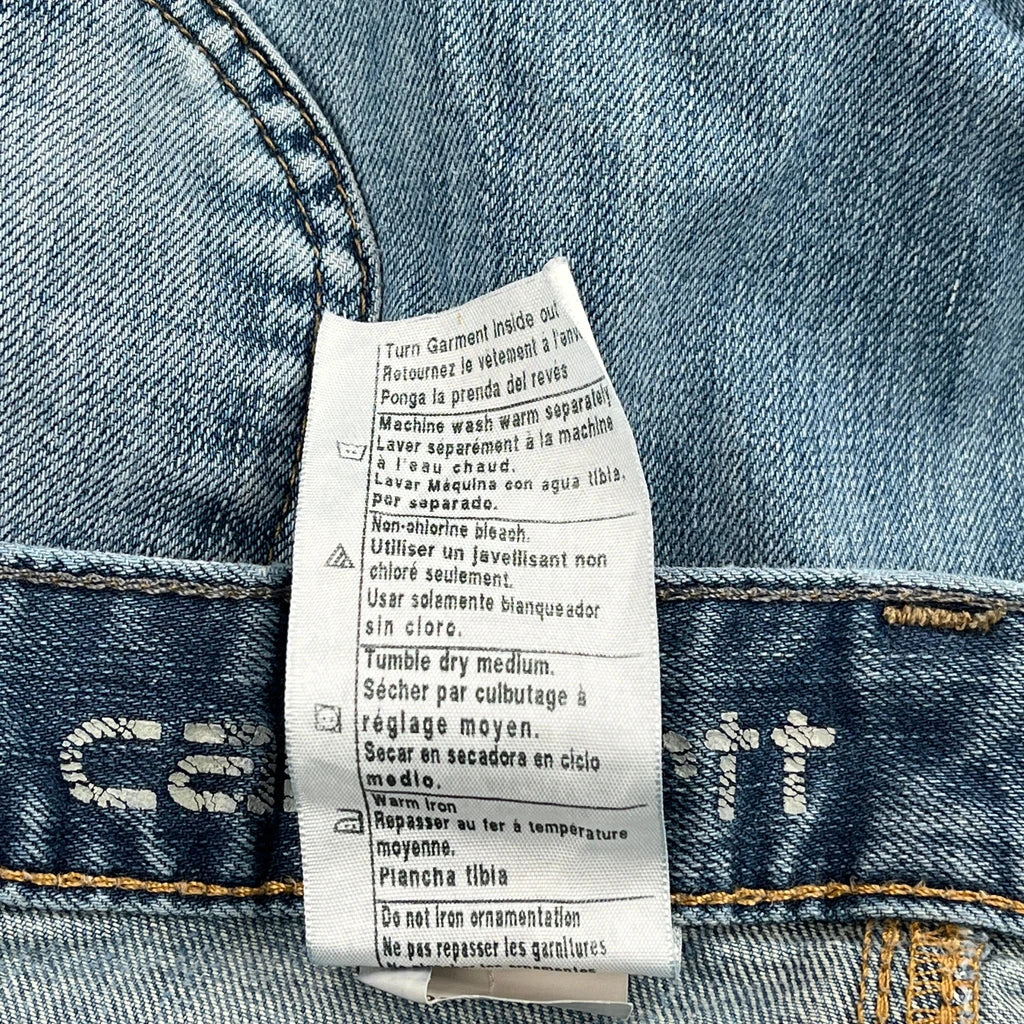 Turn Garment Inside out
Retournez le vetement a l'env
Ponga la prenda del revés
Machine wash warm separately
Laver séparément à la machine
à l'eau chaud.
Lavar Máquina con agua tibia,
por separado.
Non-chlorine bleach.
Utiliser un javellisant non
chloré seulement.
Usar solamente blanqueador
sin cloro.
Tumble dry medium.
Sécher par culbutage à
réglage moyen.
Secar en secadora en ciclo
medio.
Warm Iron
Repasser au fer à température
moyenne.
Plancha tibia
Do not iron ornamentation
Ne pas repasser les garnitures